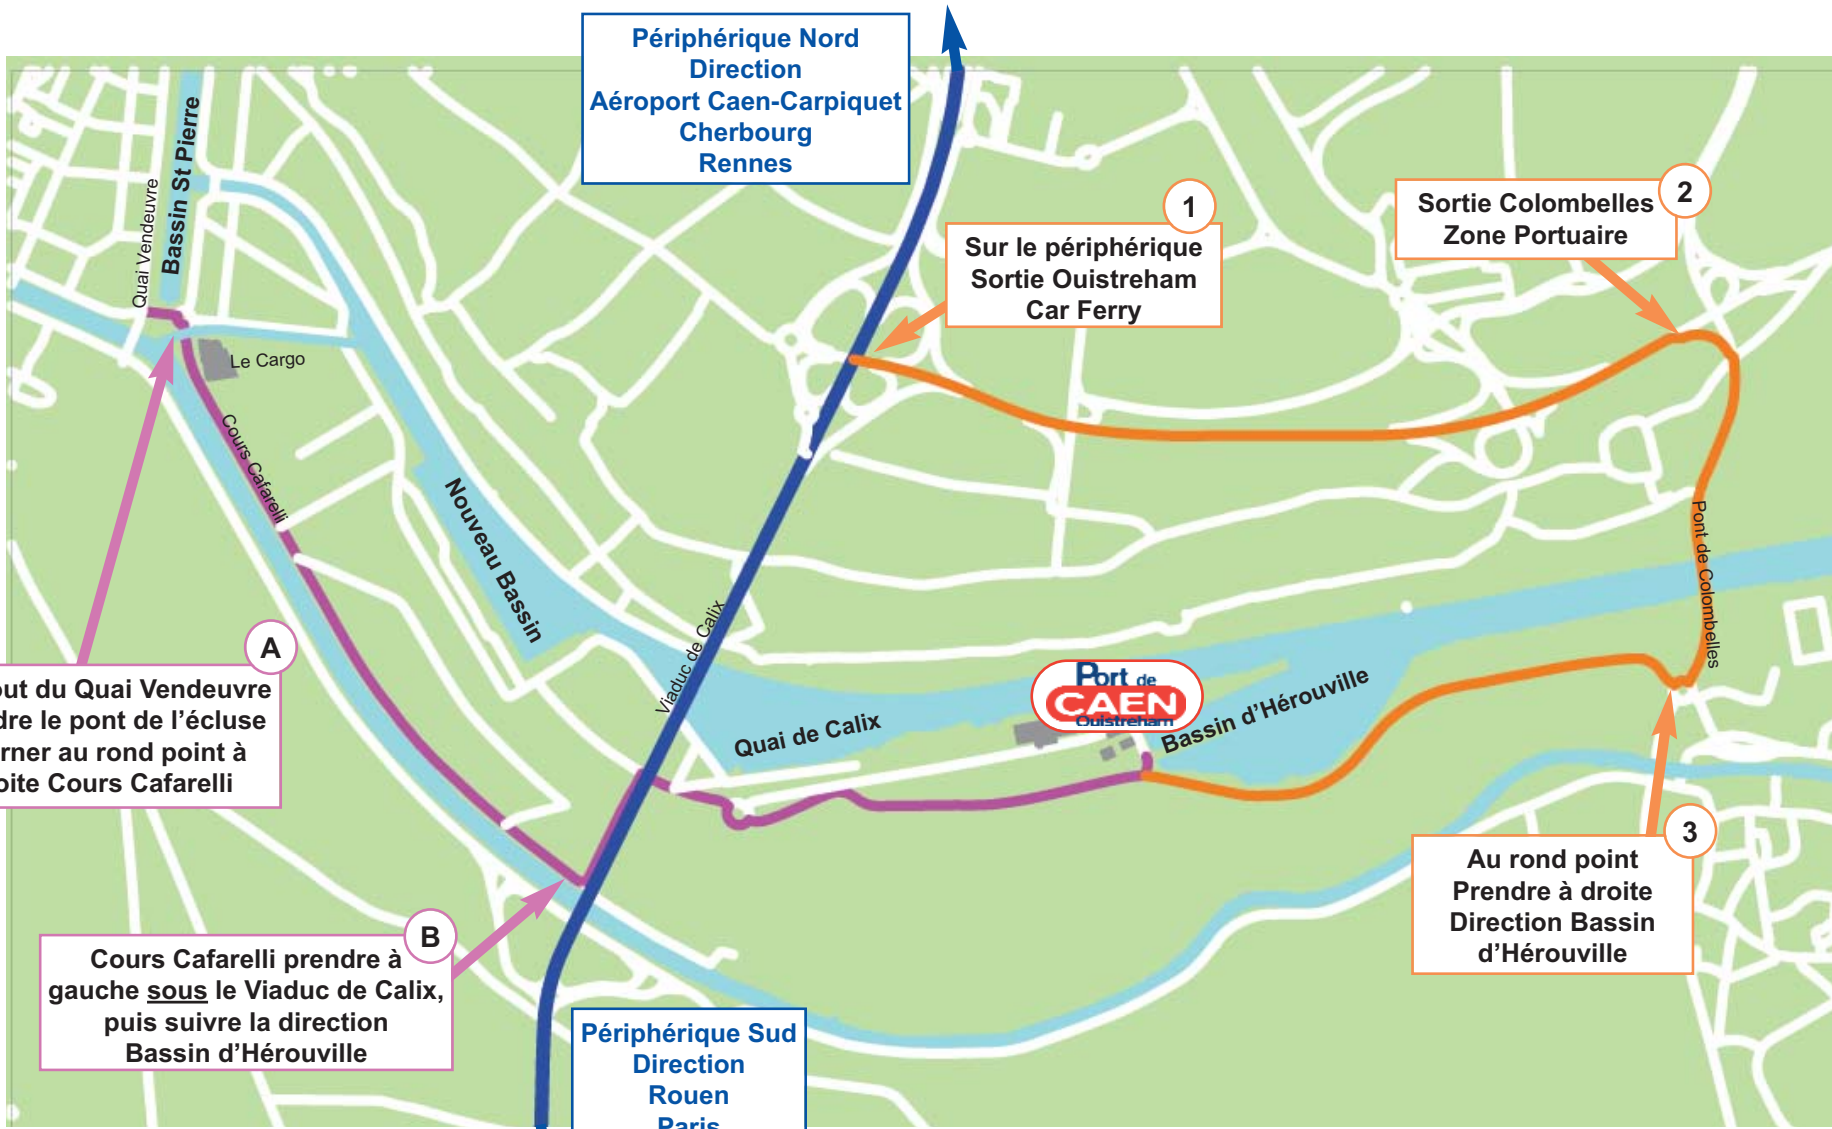 Périphérique Nord
Direction
Aéroport Caen-Carpiquet
Cherbourg
Rennes
1
Sur le périphérique
Sortie Ouistreham
Car Ferry
2
Sortie Colombelles
Zone Portuaire
Bassin St Pierre
Quai Vendeuvre
Le Cargo
Cours Cafarelli
Nouveau Bassin
Viaduc de Calix
Pont de Colombelles
Quai de Calix
Port de
CAEN
Ouistreham
Bassin d’Hérouville
A
out du Quai Vendeuvre
dre le pont de l’écluse
rner au rond point à
oite Cours Cafarelli
B
Cours Cafarelli prendre à
gauche sous le Viaduc de Calix,
puis suivre la direction
Bassin d’Hérouville
3
Au rond point
Prendre à droite
Direction Bassin
d’Hérouville
Périphérique Sud
Direction
Rouen
Paris